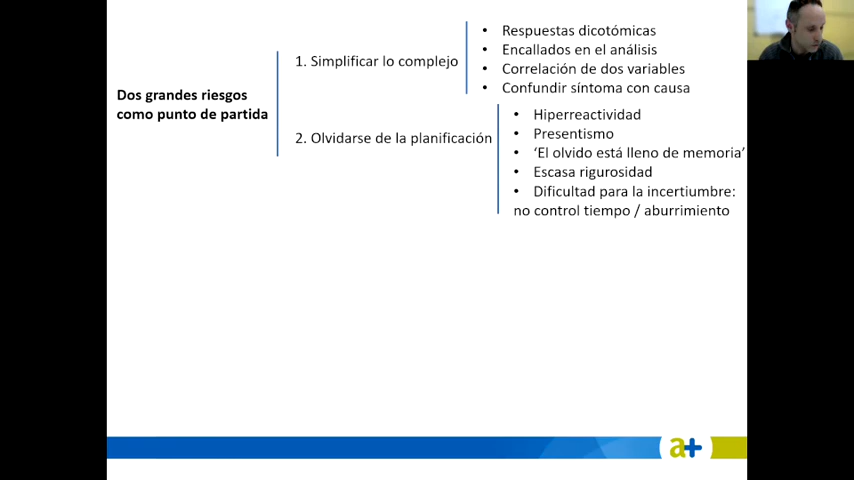 Dos grandes riesgos
como punto de partida
1. Simplificar lo complejo
• Respuestas dicotómicas
• Encallados en el análisis
• Correlación de dos variables
• Confundir síntoma con causa
2. Olvidarse de la planificación
• Hiperreactividad
• Presentismo
• ‘El olvido está lleno de memoria’
• Escasa rigurosidad
• Dificultad para la incertiumbre:
no control tiempo / aburrimiento
a+